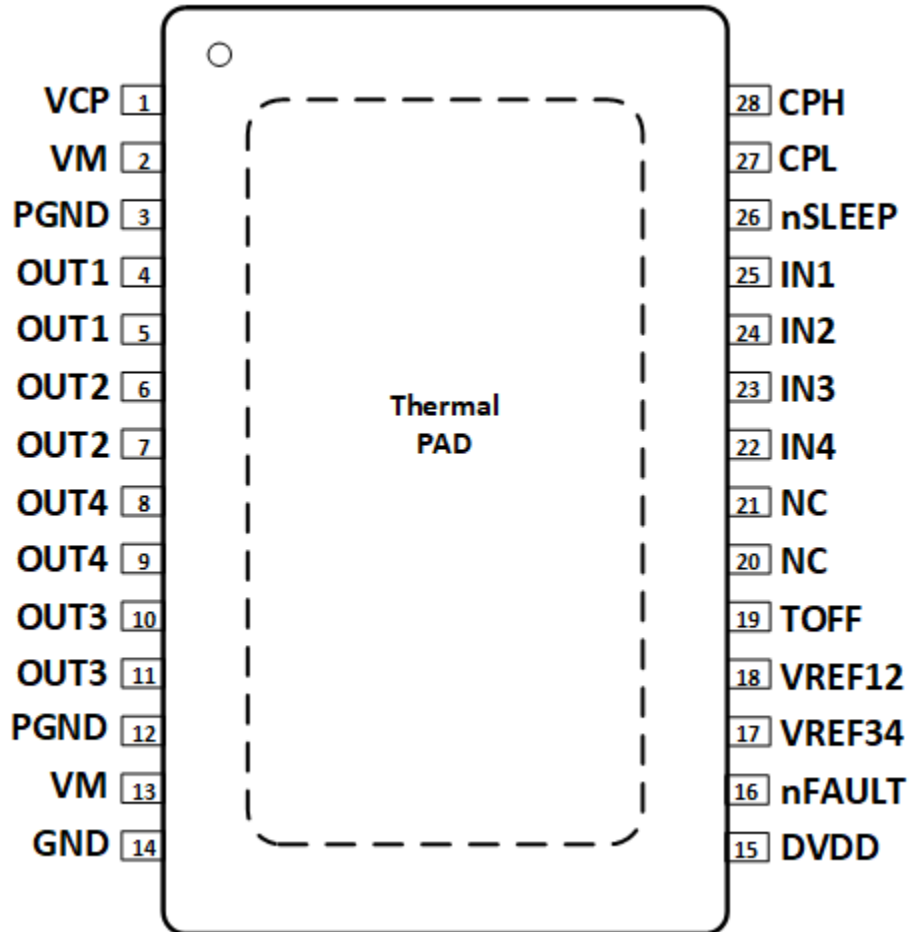 VCP 1
28 CPH
VM 2
27 CPL
PGND 3
26 nSLEEP
OUT1 4
25 IN1
OUT1 5
24 IN2
OUT2 6
23 IN3
Thermal
PAD
OUT2 7
22 IN4
OUT4 8
21 NC
OUT4 9
20 NC
OUT3 10
19 TOFF
OUT3 11
18 VREF12
PGND 12
17 VREF34
VM 13
16 nFAULT
GND 14
15 DVDD